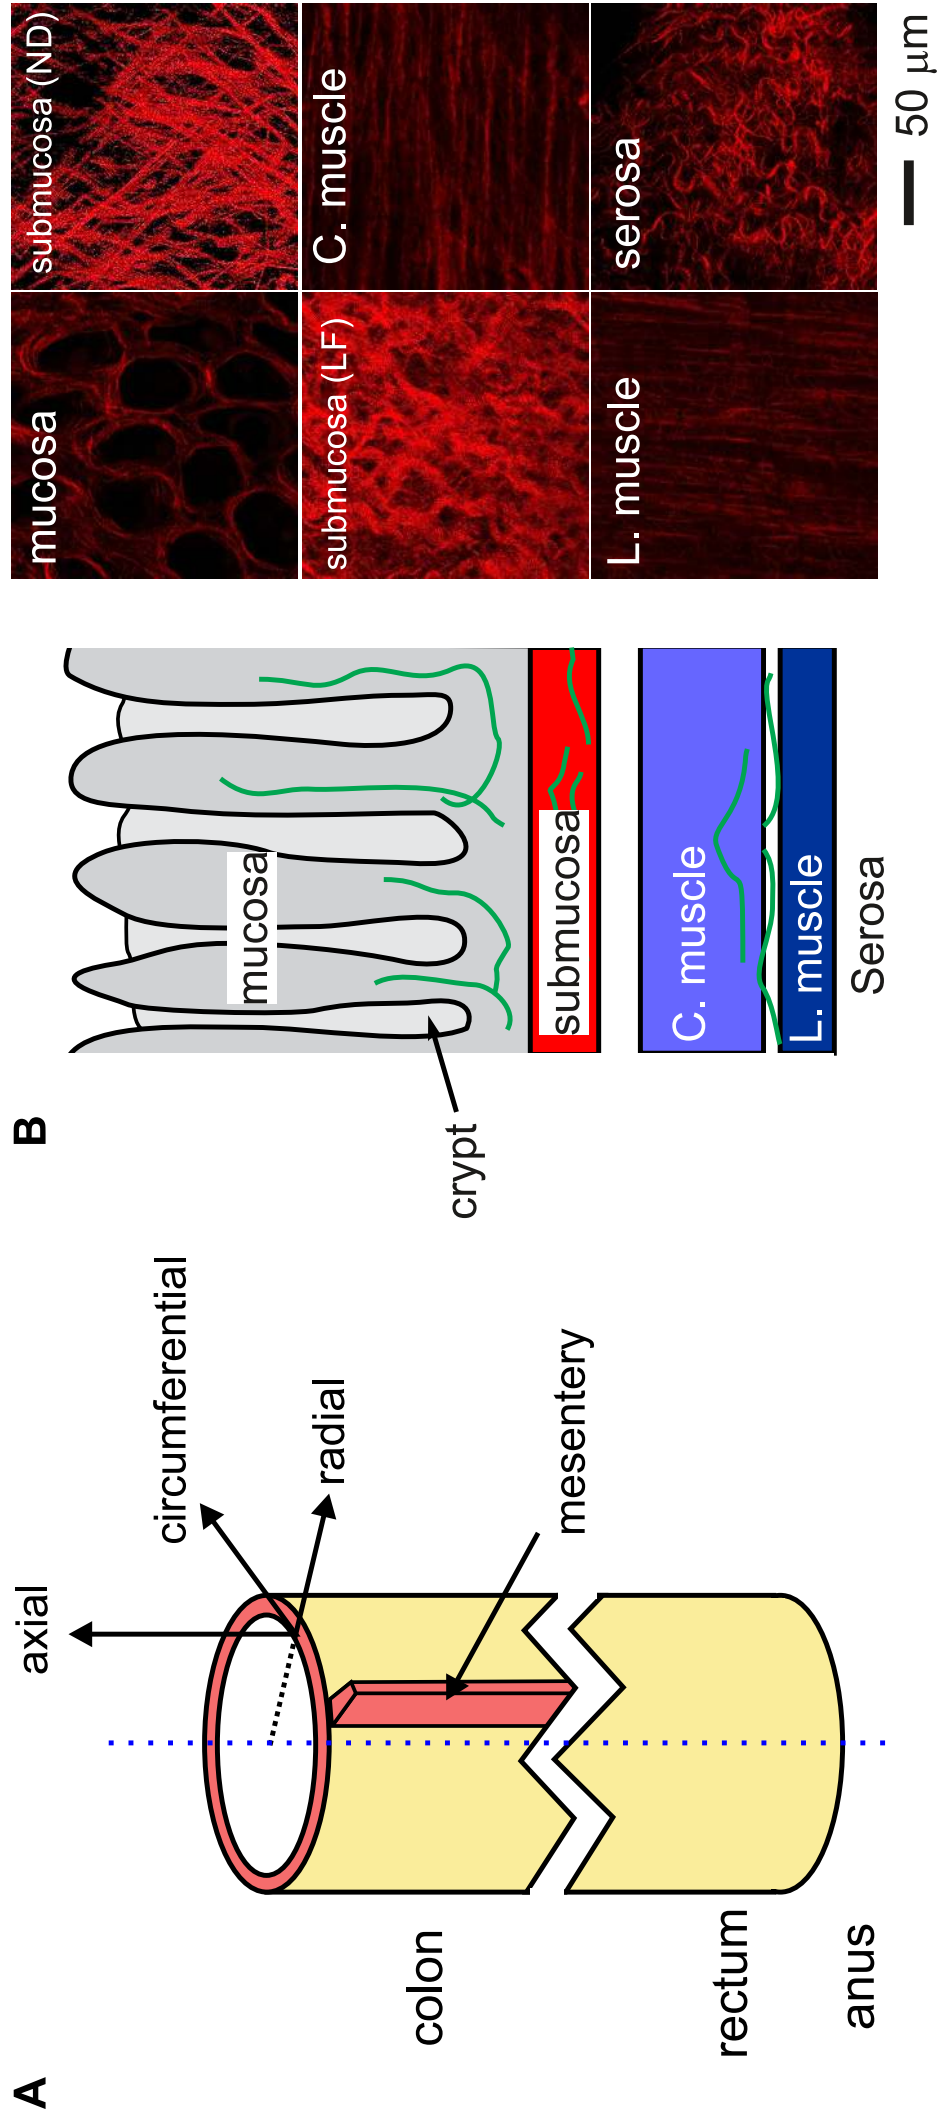 A
axial
circumferential
radial
mesentery
colon
rectum
anus
B
mucosa
crypt
submucosa
C. muscle
L. muscle
Serosa
mucosa
submucosa (ND)
submucosa (LF)
C. muscle
L. muscle
serosa
50 μm